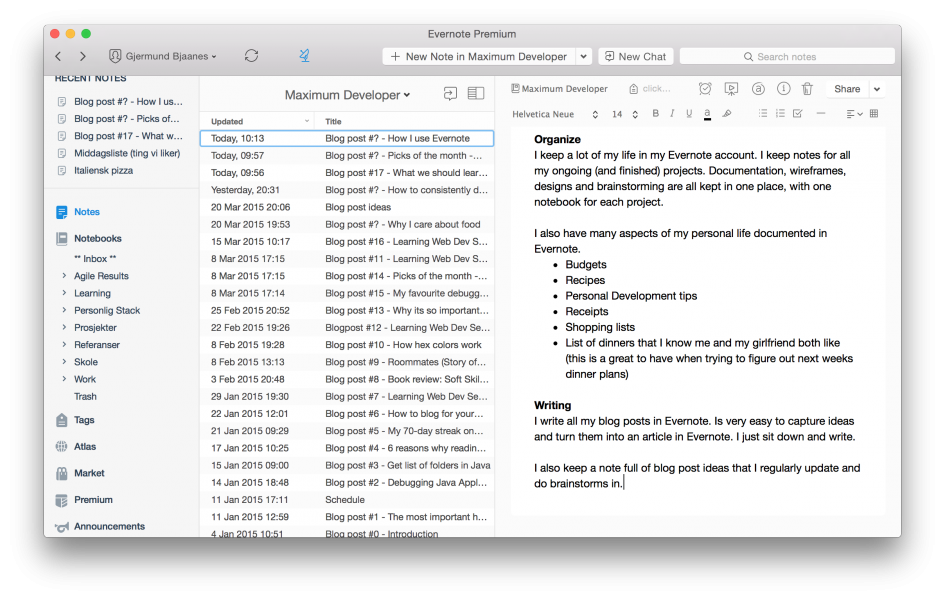 Evernote Premium
Gjermund Bjaanes
+ New Note in Maximum Developer
New Chat
Search notes
RECENT NOTES
Blog post #? - How I us...
Blog post #? - Picks of...
Blog post #17 - What w...
Middagsliste (ting vi liker)
Italiensk pizza
Notes
Notebooks
** Inbox **
Agile Results
Learning
Personlig Stack
Prosjekter
Referanser
Skole
Work
Trash
Tags
Atlas
Market
Premium
Announcements
Maximum Developer
Updated Title
Today, 10:13 Blog post #? - How I use Evernote
Today, 09:57 Blog post #? - Picks of the month -...
Today, 09:56 Blog post #17 - What we should lear...
Yesterday, 20:31 Blog post #? - How to consistently d...
20 Mar 2015 20:06 Blog post ideas
20 Mar 2015 19:53 Blog post #? - Why I care about food
15 Mar 2015 10:17 Blog post #16 - Learning Web Dev S...
8 Mar 2015 17:15 Blog post #11 - Learning Web Dev S...
8 Mar 2015 17:15 Blog post #14 - Picks of the month -...
8 Mar 2015 17:14 Blog post #15 - My favourite debugg...
25 Feb 2015 20:52 Blog post #13 - Why its so important...
22 Feb 2015 19:26 Blogpost #12 - Learning Web Dev Se...
8 Feb 2015 19:28 Blog post #10 - How hex colors work
8 Feb 2015 13:13 Blog post #9 - Roommates (Story of...
3 Feb 2015 20:48 Blog post #8 - Book review: Soft Skil...
29 Jan 2015 19:30 Blog post #7 - Learning Web Dev Se...
22 Jan 2015 12:01 Blog post #6 - How to blog for your...
21 Jan 2015 09:29 Blog post #5 - My 70-day streak on...
17 Jan 2015 10:25 Blog post #4 - 6 reasons why readin...
15 Jan 2015 09:00 Blog post #3 - Get list of folders in Java
14 Jan 2015 18:48 Blog post #2 - Debugging Java Appl...
11 Jan 2015 17:11 Schedule
11 Jan 2015 12:59 Blog post #1 - The most important h...
4 Jan 2015 10:51 Blog post #0 - Introduction
Maximum Developer
click...
Share
Helvetica Neue 14 B I U a
Organize
I keep a lot of my life in my Evernote account. I keep notes for all
my ongoing (and finished) projects. Documentation, wireframes,
designs and brainstorming are all kept in one place, with one
notebook for each project.
I also have many aspects of my personal life documented in
Evernote.
• Budgets
• Recipes
• Personal Development tips
• Receipts
• Shopping lists
• List of dinners that I know me and my girlfriend both like
(this is a great to have when trying to figure out next weeks
dinner plans)
Writing
I write all my blog posts in Evernote. Is very easy to capture ideas
and turn them into an article in Evernote. I just sit down and write.
I also keep a note full of blog post ideas that I regularly update and
do brainstorms in.